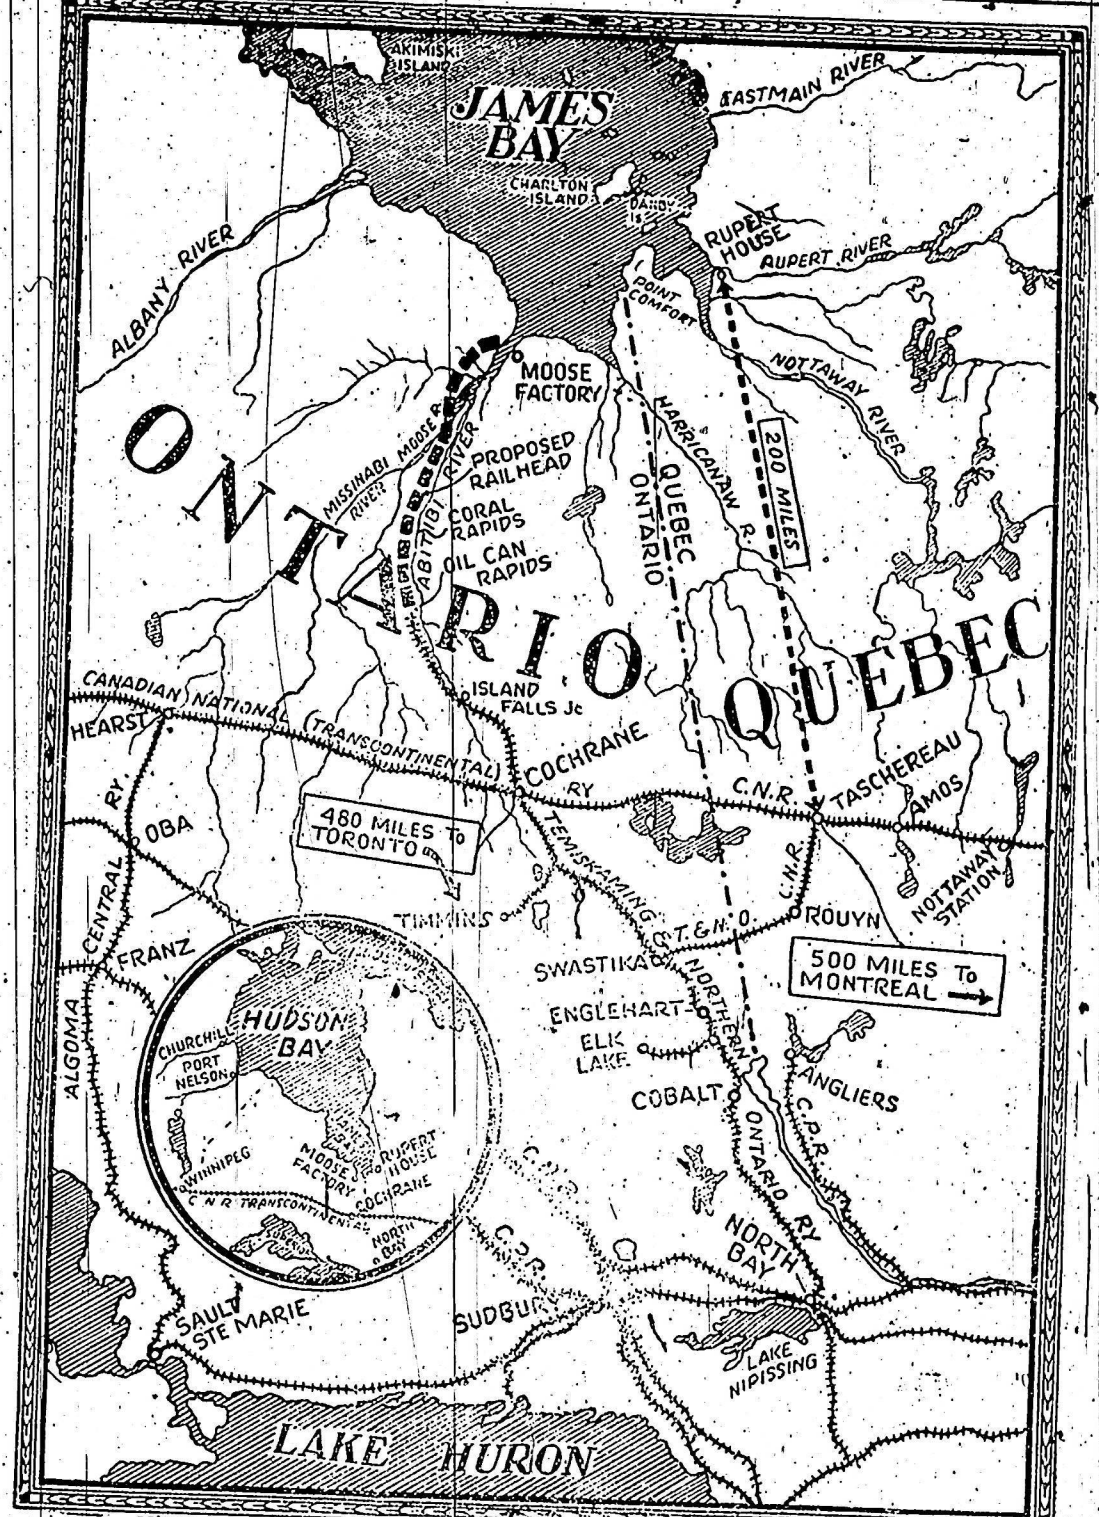 AKIMISKI
ISLAND
JAMES
BAY
EASTMAIN RIVER
CHARLTON
ISLAND
DANBY
IS.
RUPERT
HOUSE
RUPERT RIVER
ALBANY RIVER
POINT
COMFORT
NOTTAWAY
RIVER
MOOSE
FACTORY
HARRICANAW R.
200 MILES
MISSINABI
RIVER
MOOSE R.
ABITIBI RIVER
PROPOSED
RAILHEAD
CORAL
RAPIDS
OIL CAN
RAPIDS
QUEBEC
ONTARIO
ONTARIO
QUÉBEC
CANADIAN NATIONAL (TRANSCONTINENTAL) RY
HEARST
ISLAND
FALLS Jc
COCHRANE
C.N.R.
TASCHEREAU
AMOS
NOTTAWAY
STATION
480 MILES To
TORONTO
OBA
TIMMINS
TEMISKAMING
&
NORTHERN
ONTARIO RY
T. & N. O.
C.N.R.
ROUYN
500 MILES To
MONTREAL
SWASTIKA
ENGLEHART
ELK
LAKE
COBALT
ANGLIERS
C.P.R.
ALGOMA CENTRAL RY.
FRANZ
HUDSON
BAY
CHURCHILL
PORT
NELSON
JAMES
BAY
WINNIPEG
MOOSE
FACTORY
RUPERT
HOUSE
COCHRANE
C N R TRANSCONTINENTAL
NORTH
BAY
C.N.R.
C.P.R.
SUDBURY
NORTH
BAY
LAKE
NIPISSING
SAULT
STE MARIE
LAKE HURON